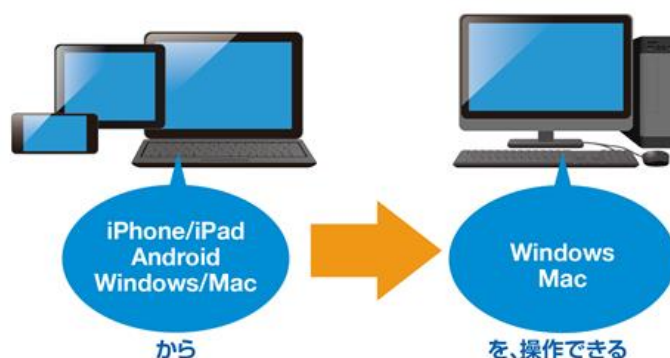 iPhone/iPad
Android
Windows/Mac
から
Windows
Mac
を、操作できる